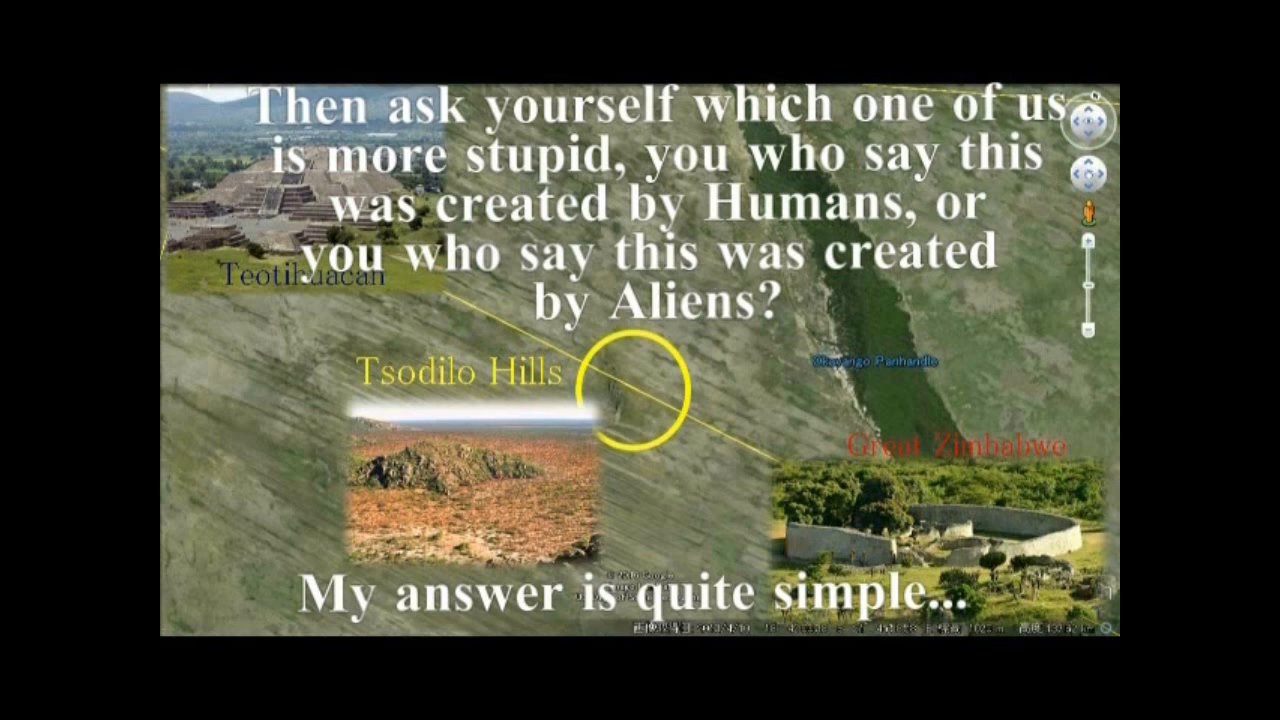 Then ask yourself which one of us
is more stupid, you who say this
was created by Humans, or
you who say this was created
by Aliens?
Teotihuacan
Okavango Panhandle
Tsodilo Hills
Great Zimbabwe
My answer is quite simple...